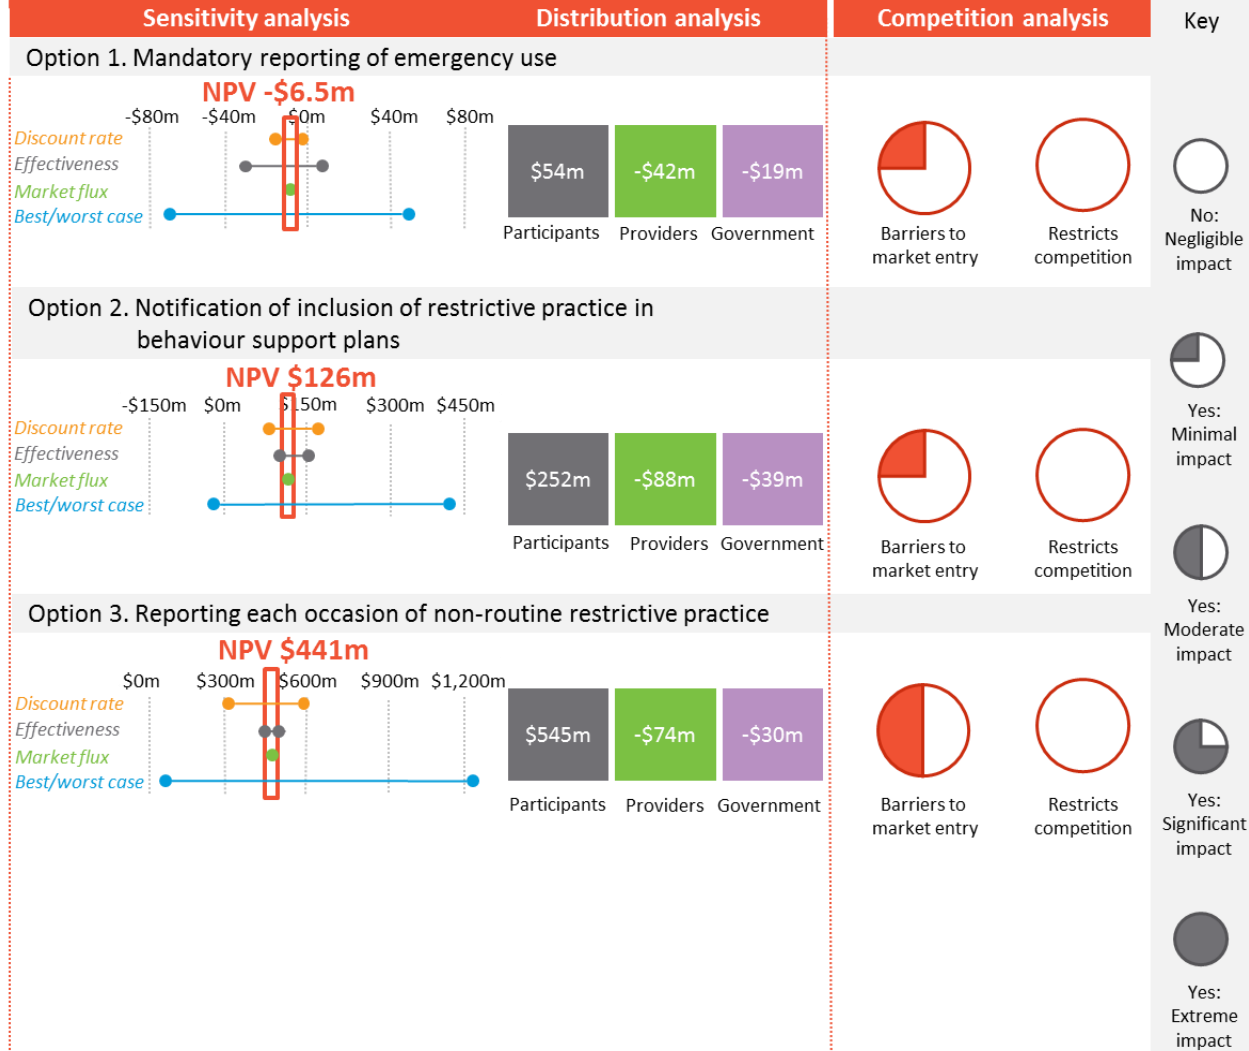 Sensitivity analysis
Distribution analysis
Competition analysis
Key
Option 1. Mandatory reporting of emergency use
NPV -$6.5m
-$80m -$40m $0m $40m $80m
Discount rate
Effectiveness
Market flux
Best/worst case
$54m -$42m -$19m
Participants Providers Government
Barriers to
market entry
Restricts
competition
Option 2. Notification of inclusion of restrictive practice in
behaviour support plans
NPV $126m
-$150m $0m $150m $300m $450m
Discount rate
Effectiveness
Market flux
Best/worst case
$252m -$88m -$39m
Participants Providers Government
Barriers to
market entry
Restricts
competition
Option 3. Reporting each occasion of non-routine restrictive practice
NPV $441m
$0m $300m $600m $900m $1,200m
Discount rate
Effectiveness
Market flux
Best/worst case
$545m -$74m -$30m
Participants Providers Government
Barriers to
market entry
Restricts
competition
No:
Negligible
impact
Yes:
Minimal
impact
Yes:
Moderate
impact
Yes:
Significant
impact
Yes:
Extreme
impact